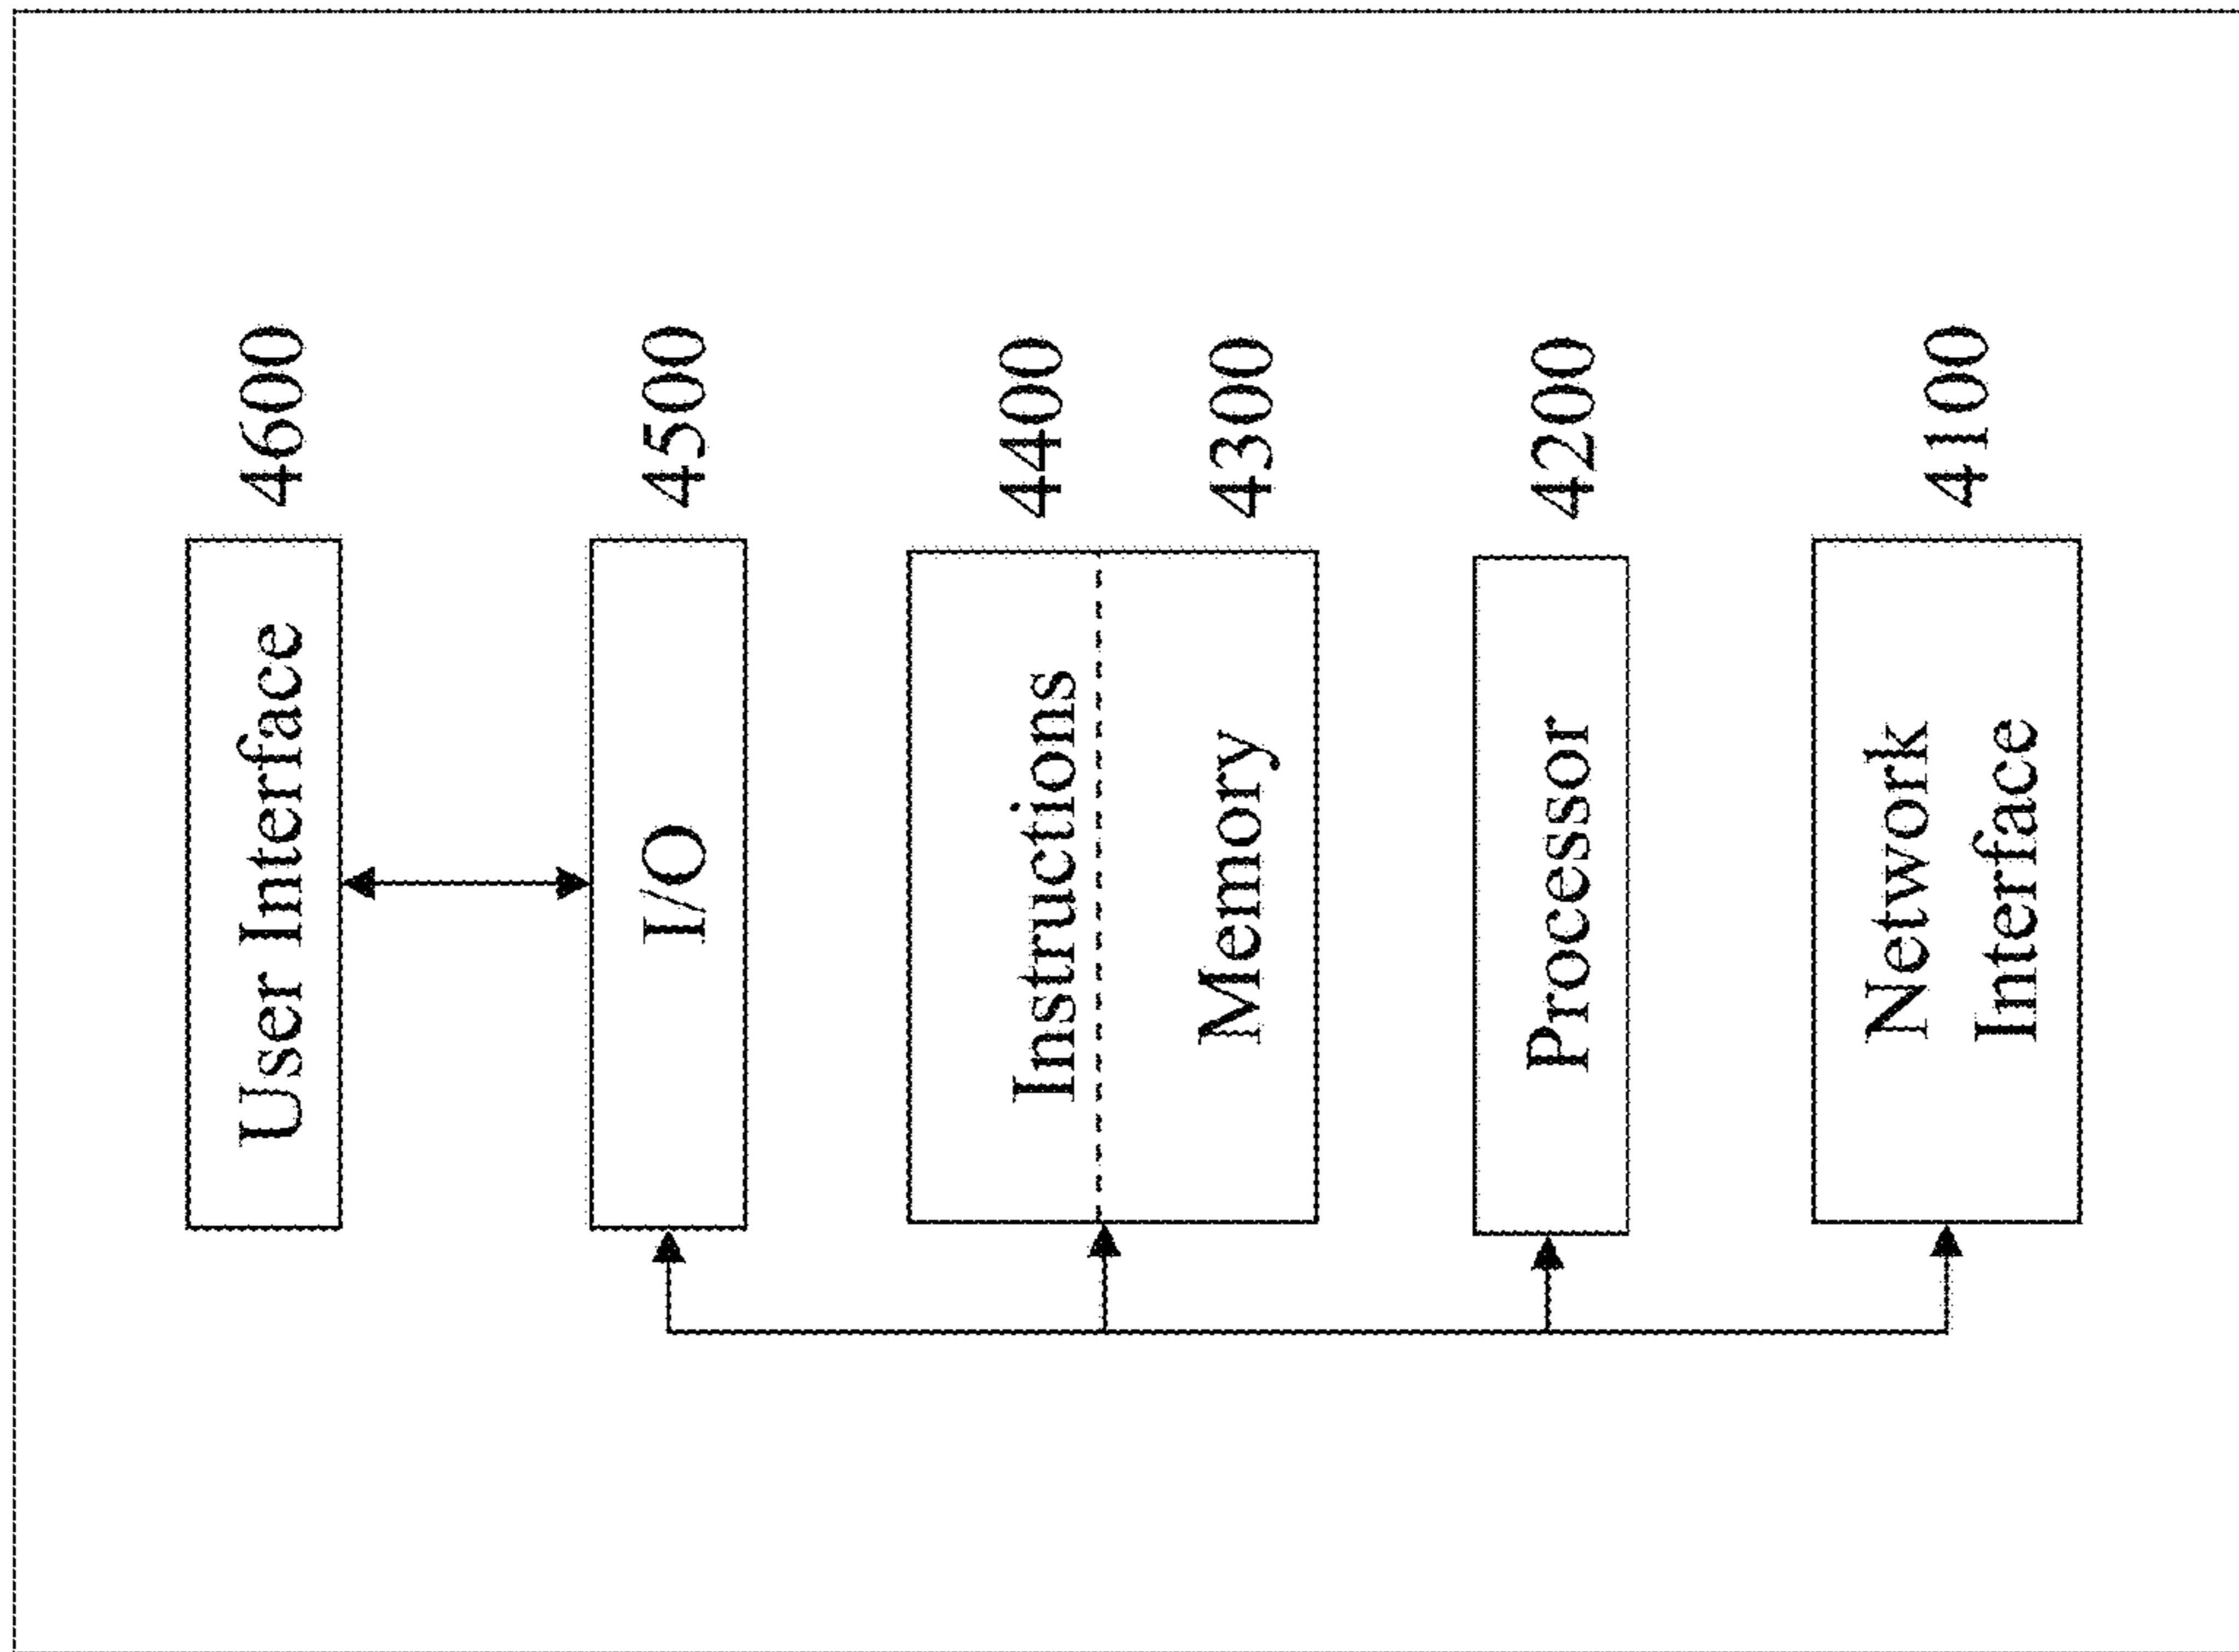 User Interface
4600
I/O
4500
Instructions
4400
Memory
4300
Processor
4200
Network
Interface
4100